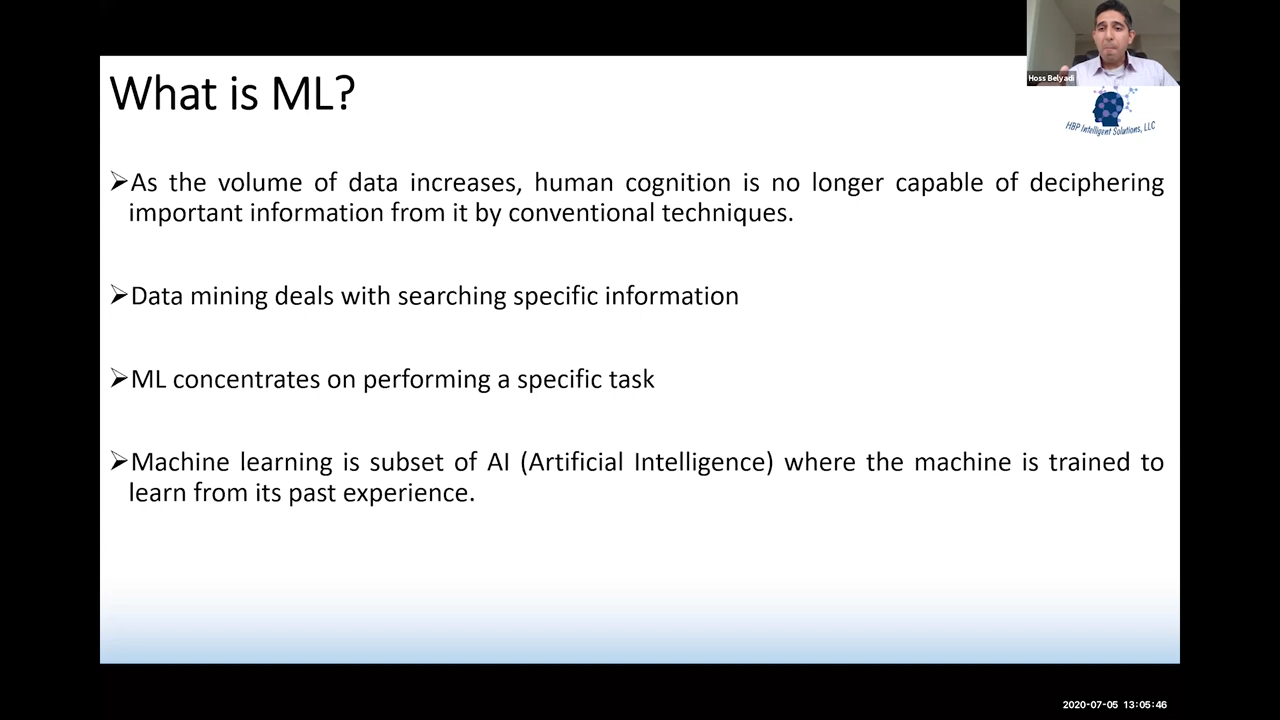 What is ML?
Hoss Belyadi
HBP Intelligent Solutions, LLC
➢As the volume of data increases, human cognition is no longer capable of deciphering
important information from it by conventional techniques.
➢Data mining deals with searching specific information
➢ML concentrates on performing a specific task
➢Machine learning is subset of AI (Artificial Intelligence) where the machine is trained to
learn from its past experience.
2020-07-05 13:05:46